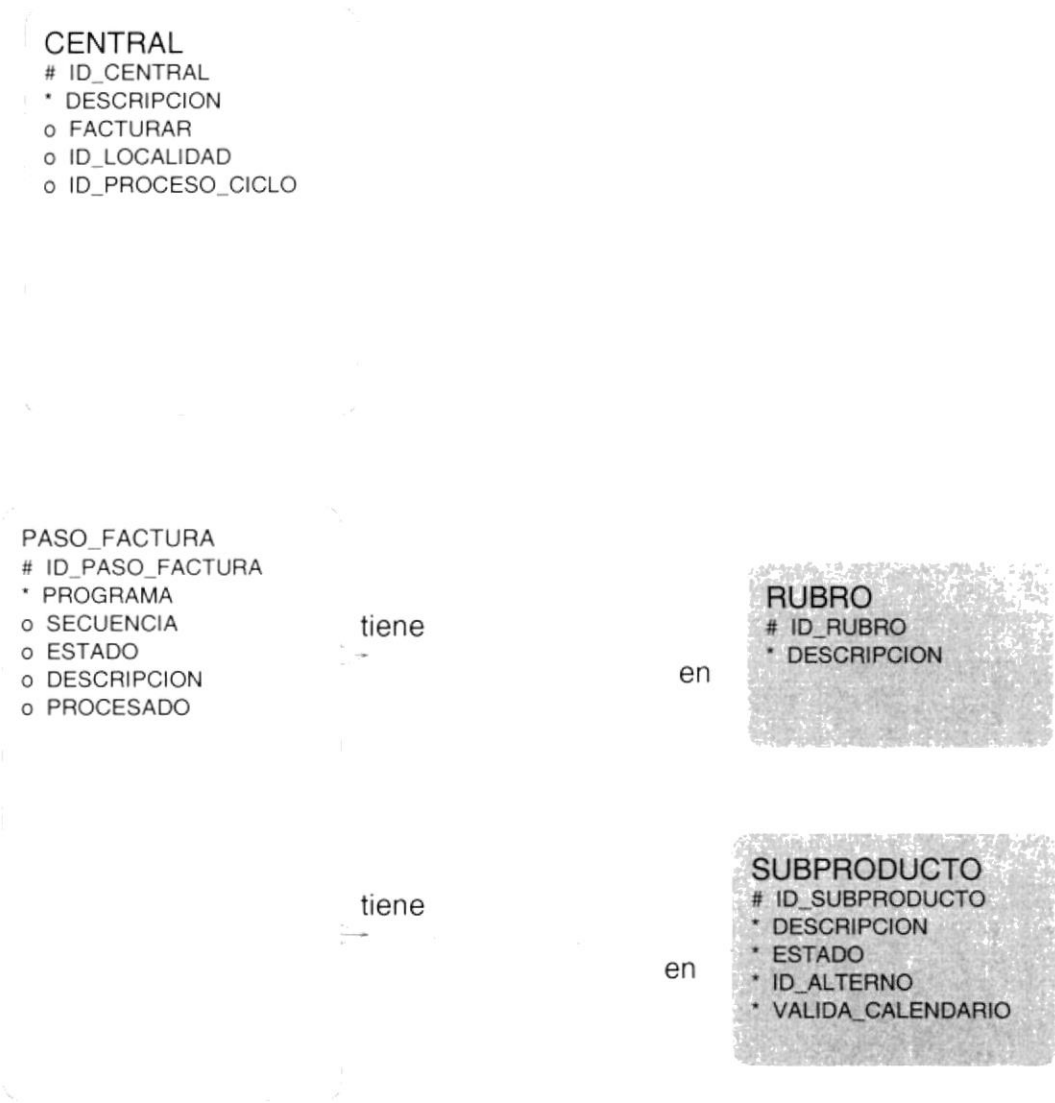 CENTRAL
# ID_CENTRAL
* DESCRIPCION
o FACTURAR
o ID_LOCALIDAD
o ID_PROCESO_CICLO
PASO_FACTURA
# ID_PASO_FACTURA
* PROGRAMA
o SECUENCIA
o ESTADO
o DESCRIPCION
o PROCESADO
tiene
en
RUBRO
# ID_RUBRO
* DESCRIPCION
tiene
en
SUBPRODUCTO
# ID_SUBPRODUCTO
* DESCRIPCION
* ESTADO
* ID_ALTERNO
* VALIDA_CALENDARIO